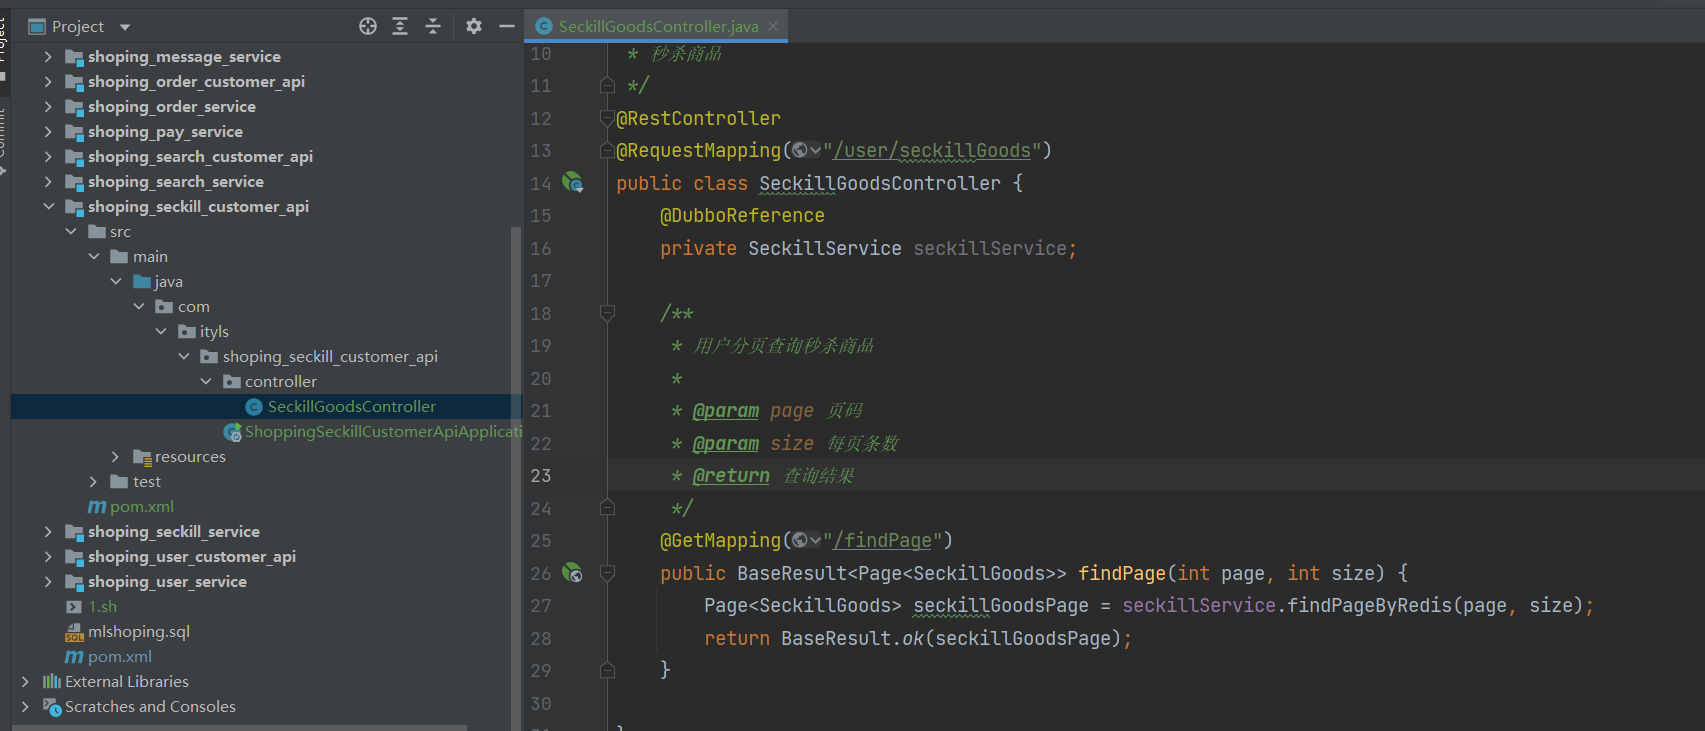 Project
shoping_message_service
shoping_order_customer_api
shoping_order_service
shoping_pay_service
shoping_search_customer_api
shoping_search_service
shoping_seckill_customer_api
src
main
java
com
ityls
shoping_seckill_customer_api
controller
SeckillGoodsController
ShoppingSeckillCustomerApiApplicati
resources
test
pom.xml
shoping_seckill_service
shoping_user_customer_api
shoping_user_service
1.sh
mlshoping.sql
pom.xml
External Libraries
Scratches and Consoles
Project
Commit
SeckillGoodsController.java
10 * 秒杀商品
11 */
12 @RestController
13 @RequestMapping("/user/seckillGoods")
14 public class SeckillGoodsController {
15 @DubboReference
16 private SeckillService seckillService;
17
18 /**
19 * 用户分页查询秒杀商品
20 *
21 * @param page 页码
22 * @param size 每页条数
23 * @return 查询结果
24 */
25 @GetMapping("/findPage")
26 public BaseResult<Page<SeckillGoods>> findPage(int page, int size) {
27 Page<SeckillGoods> seckillGoodsPage = seckillService.findPageByRedis(page, size);
28 return BaseResult.ok(seckillGoodsPage);
29 }
30